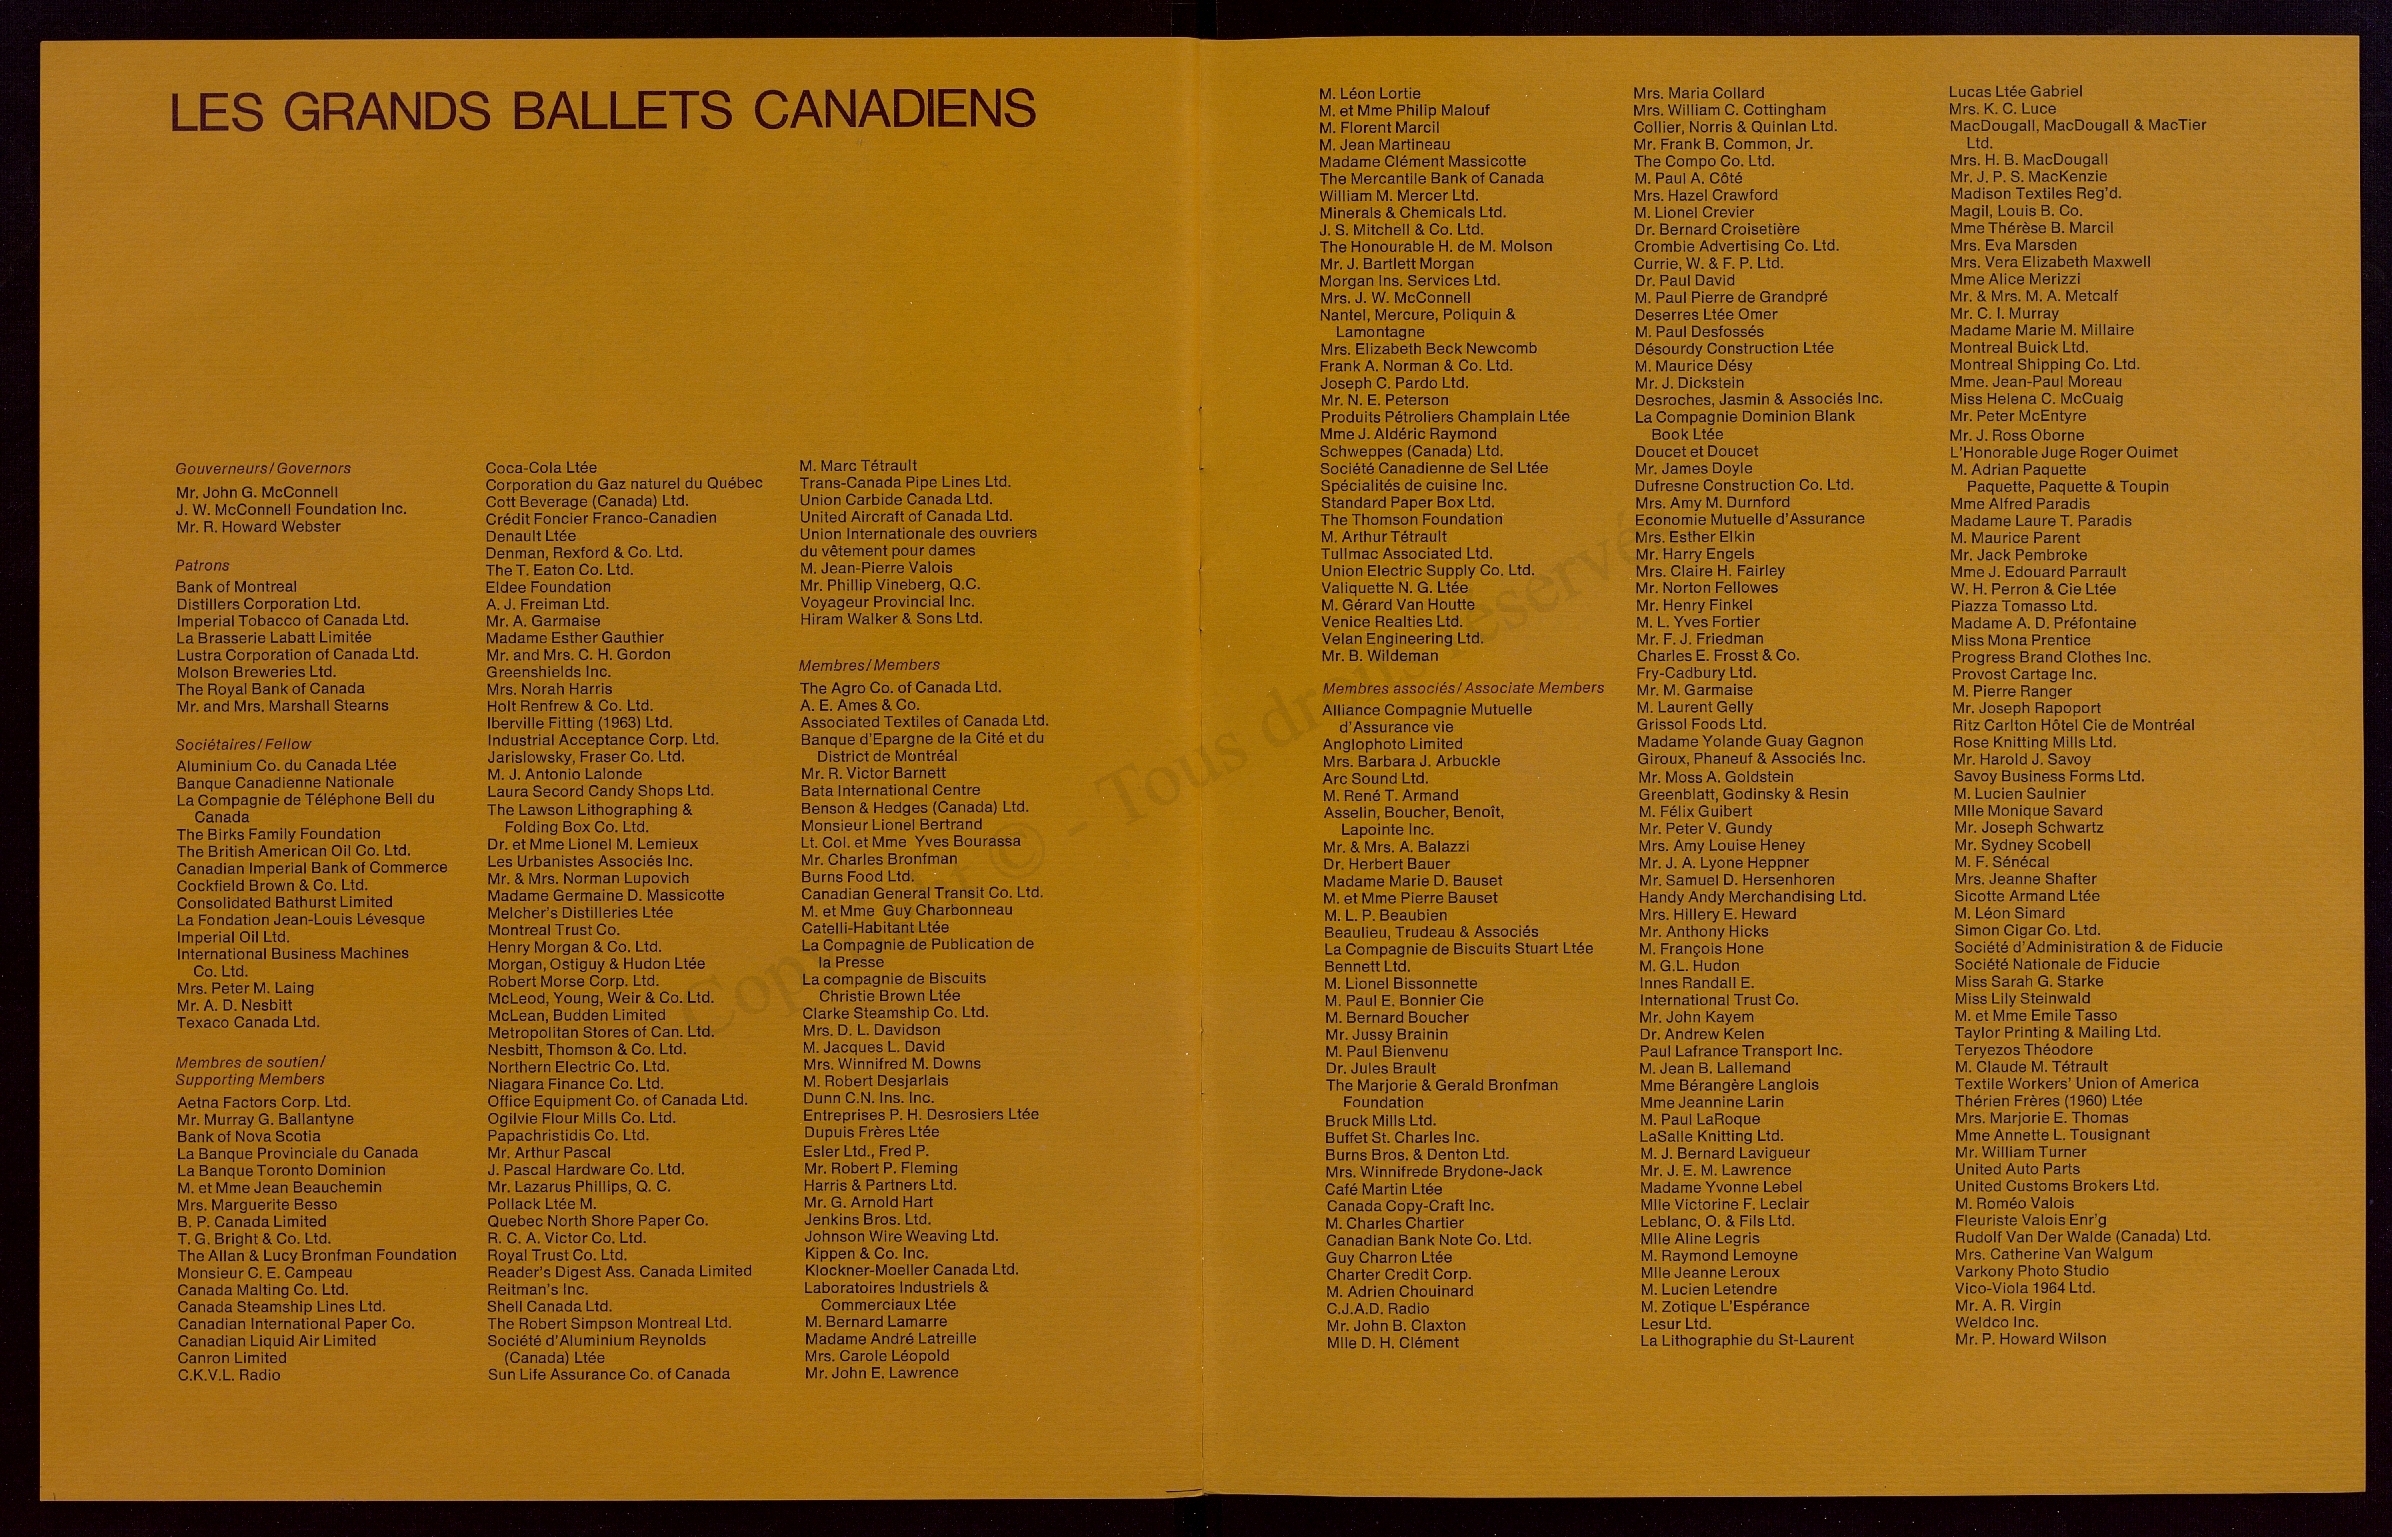 LES GRANDS BALLETS CANADIENS
Gouverneurs/Governors
Mr. John G. McConnell
J. W. McConnell Foundation Inc.
Mr. R. Howard Webster
Patrons
Bank of Montreal
Distillers Corporation Ltd.
Imperial Tobacco of Canada Ltd.
La Brasserie Labatt Limitée
Lustra Corporation of Canada Ltd.
Molson Breweries Ltd.
The Royal Bank of Canada
Mr. and Mrs. Marshall Stearns
Sociétaires/Fellow
Aluminium Co. du Canada Ltée
Banque Canadienne Nationale
La Compagnie de Téléphone Bell du
Canada
The Birks Family Foundation
The British American Oil Co. Ltd.
Canadian Imperial Bank of Commerce
Cockfield Brown & Co. Ltd.
Consolidated Bathurst Limited
La Fondation Jean-Louis Lévesque
Imperial Oil Ltd.
International Business Machines
Co. Ltd.
Mrs. Peter M. Laing
Mr. A. D. Nesbitt
Texaco Canada Ltd.
Membres de soutien/
Supporting Members
Aetna Factors Corp. Ltd.
Mr. Murray G. Ballantyne
Bank of Nova Scotia
La Banque Provinciale du Canada
La Banque Toronto Dominion
M. et Mme Jean Beauchemin
Mrs. Marguerite Besso
B. P. Canada Limited
T. G. Bright & Co. Ltd.
The Allan & Lucy Bronfman Foundation
Monsieur C. E. Campeau
Canada Malting Co. Ltd.
Canada Steamship Lines Ltd.
Canadian International Paper Co.
Canadian Liquid Air Limited
Canron Limited
C.K.V.L. Radio
Coca-Cola Ltée
Corporation du Gaz naturel du Québec
Cott Beverage (Canada) Ltd.
Crédit Foncier Franco-Canadien
Denault Ltée
Denman, Rexford & Co. Ltd.
The T. Eaton Co. Ltd.
Eldee Foundation
A. J. Freiman Ltd.
Mr. A. Garmaise
Madame Esther Gauthier
Mr. and Mrs. C. H. Gordon
Greenshields Inc.
Mrs. Norah Harris
Holt Renfrew & Co. Ltd.
Iberville Fitting (1963) Ltd.
Industrial Acceptance Corp. Ltd.
Jarislowsky, Fraser Co. Ltd.
M. J. Antonio Lalonde
Laura Secord Candy Shops Ltd.
The Lawson Lithographing &
Folding Box Co. Ltd.
Dr. et Mme Lionel M. Lemieux
Les Urbanistes Associés Inc.
Mr. & Mrs. Norman Lupovich
Madame Germaine D. Massicotte
Melcher's Distilleries Ltée
Montreal Trust Co.
Henry Morgan & Co. Ltd.
Morgan, Ostiguy & Hudon Ltée
Robert Morse Corp. Ltd.
McLeod, Young, Weir & Co. Ltd.
McLean, Budden Limited
Metropolitan Stores of Can. Ltd.
Nesbitt, Thomson & Co. Ltd.
Northern Electric Co. Ltd.
Niagara Finance Co. Ltd.
Office Equipment Co. of Canada Ltd.
Ogilvie Flour Mills Co. Ltd.
Papachristidis Co. Ltd.
Mr. Arthur Pascal
J. Pascal Hardware Co. Ltd.
Mr. Lazarus Phillips, Q. C.
Pollack Ltée M.
Quebec North Shore Paper Co.
R. C. A. Victor Co. Ltd.
Royal Trust Co. Ltd.
Reader's Digest Ass. Canada Limited
Reitman's Inc.
Shell Canada Ltd.
The Robert Simpson Montreal Ltd.
Société d'Aluminium Reynolds
(Canada) Ltée
Sun Life Assurance Co. of Canada
M. Marc Tétrault
Trans-Canada Pipe Lines Ltd.
Union Carbide Canada Ltd.
United Aircraft of Canada Ltd.
Union Internationale des ouvriers
du vêtement pour dames
M. Jean-Pierre Valois
Mr. Phillip Vineberg, Q.C.
Voyageur Provincial Inc.
Hiram Walker & Sons Ltd.
Membres/Members
The Agro Co. of Canada Ltd.
A. E. Ames & Co.
Associated Textiles of Canada Ltd.
Banque d'Epargne de la Cité et du
District de Montréal
Mr. R. Victor Barnett
Bata International Centre
Benson & Hedges (Canada) Ltd.
Monsieur Lionel Bertrand
Lt. Col. et Mme Yves Bourassa
Mr. Charles Bronfman
Burns Food Ltd.
Canadian General Transit Co. Ltd.
M. et Mme Guy Charbonneau
Catelli-Habitant Ltée
La Compagnie de Publication de
la Presse
La compagnie de Biscuits
Christie Brown Ltée
Clarke Steamship Co. Ltd.
Mrs. D. L. Davidson
M. Jacques L. David
Mrs. Winnifred M. Downs
M. Robert Desjarlais
Dunn C.N. Ins. Inc.
Entreprises P. H. Desrosiers Ltée
Dupuis Frères Ltée
Esler Ltd., Fred P.
Mr. Robert P. Fleming
Harris & Partners Ltd.
Mr. G. Arnold Hart
Jenkins Bros. Ltd.
Johnson Wire Weaving Ltd.
Kippen & Co. Inc.
Klockner-Moeller Canada Ltd.
Laboratoires Industriels &
Commerciaux Ltée
M. Bernard Lamarre
Madame André Latreille
Mrs. Carole Léopold
Mr. John E. Lawrence
M. Léon Lortie
M. et Mme Philip Malouf
M. Florent Marcil
M. Jean Martineau
Madame Clément Massicotte
The Mercantile Bank of Canada
William M. Mercer Ltd.
Minerals & Chemicals Ltd.
J. S. Mitchell & Co. Ltd.
The Honourable H. de M. Molson
Mr. J. Bartlett Morgan
Morgan Ins. Services Ltd.
Mrs. J. W. McConnell
Nantel, Mercure, Poliquin &
Lamontagne
Mrs. Elizabeth Beck Newcomb
Frank A. Norman & Co. Ltd.
Joseph C. Pardo Ltd.
Mr. N. E. Peterson
Produits Pétroliers Champlain Ltée
Mme J. Aldéric Raymond
Schweppes (Canada) Ltd.
Société Canadienne de Sel Ltée
Spécialités de cuisine Inc.
Standard Paper Box Ltd.
The Thomson Foundation
M. Arthur Tétrault
Tullmac Associated Ltd.
Union Electric Supply Co. Ltd.
Valiquette N. G. Ltée
M. Gérard Van Houtte
Venice Realties Ltd.
Velan Engineering Ltd.
Mr. B. Wildeman
Membres associés/Associate Members
Alliance Compagnie Mutuelle
d'Assurance vie
Anglophoto Limited
Mrs. Barbara J. Arbuckle
Arc Sound Ltd.
M. René T. Armand
Asselin, Boucher, Benoît,
Lapointe Inc.
Mr. & Mrs. A. Balazzi
Dr. Herbert Bauer
Madame Marie D. Bauset
M. et Mme Pierre Bauset
M. L. P. Beaubien
Beaulieu, Trudeau & Associés
La Compagnie de Biscuits Stuart Ltée
Bennett Ltd.
M. Lionel Bissonnette
M. Paul E. Bonnier Cie
M. Bernard Boucher
Mr. Jussy Brainin
M. Paul Bienvenu
Dr. Jules Brault
The Marjorie & Gerald Bronfman
Foundation
Bruck Mills Ltd.
Buffet St. Charles Inc.
Burns Bros. & Denton Ltd.
Mrs. Winnifrede Brydone-Jack
Café Martin Ltée
Canada Copy-Craft Inc.
M. Charles Chartier
Canadian Bank Note Co. Ltd.
Guy Charron Ltée
Charter Credit Corp.
M. Adrien Chouinard
C.J.A.D. Radio
Mr. John B. Claxton
Mlle D. H. Clément
Mrs. Maria Collard
Mrs. William C. Cottingham
Collier, Norris & Quinlan Ltd.
Mr. Frank B. Common, Jr.
The Compo Co. Ltd.
M. Paul A. Côté
Mrs. Hazel Crawford
M. Lionel Crevier
Dr. Bernard Croisetière
Crombie Advertising Co. Ltd.
Currie, W. & F. P. Ltd.
Dr. Paul David
M. Paul Pierre de Grandpré
Deserres Ltée Omer
M. Paul Desfossés
Désourdy Construction Ltée
M. Maurice Désy
Mr. J. Dickstein
Desroches, Jasmin & Associés Inc.
La Compagnie Dominion Blank
Book Ltée
Doucet et Doucet
Mr. James Doyle
Dufresne Construction Co. Ltd.
Mrs. Amy M. Durnford
Economie Mutuelle d'Assurance
Mrs. Esther Elkin
Mr. Harry Engels
Mrs. Claire H. Fairley
Mr. Norton Fellowes
Mr. Henry Finkel
M. L. Yves Fortier
Mr. F. J. Friedman
Charles E. Frosst & Co.
Fry-Cadbury Ltd.
Mr. M. Garmaise
M. Laurent Gelly
Grissol Foods Ltd.
Madame Yolande Guay Gagnon
Giroux, Phaneuf & Associés Inc.
Mr. Moss A. Goldstein
Greenblatt, Godinsky & Resin
M. Félix Guibert
Mr. Peter V. Gundy
Mrs. Amy Louise Heney
Mr. J. A. Lyone Heppner
Mr. Samuel D. Hersenhoren
Handy Andy Merchandising Ltd.
Mrs. Hillery E. Heward
Mr. Anthony Hicks
M. François Hone
M. G.L. Hudon
Innes Randall E.
International Trust Co.
Mr. John Kayem
Dr. Andrew Kelen
Paul Lafrance Transport Inc.
M. Jean B. Lallemand
Mme Bérangère Langlois
Mme Jeannine Larin
M. Paul LaRoque
LaSalle Knitting Ltd.
M. J. Bernard Lavigueur
Mr. J. E. M. Lawrence
Madame Yvonne Lebel
Mlle Victorine F. Leclair
Leblanc, O. & Fils Ltd.
Mlle Aline Legris
M. Raymond Lemoyne
Mlle Jeanne Leroux
M. Lucien Letendre
M. Zotique L'Espérance
Lesur Ltd.
La Lithographie du St-Laurent
Lucas Ltée Gabriel
Mrs. K. C. Luce
MacDougall, MacDougall & MacTier
Ltd.
Mrs. H. B. MacDougall
Mr. J. P. S. MacKenzie
Madison Textiles Reg'd.
Magil, Louis B. Co.
Mme Thérèse B. Marcil
Mrs. Eva Marsden
Mrs. Vera Elizabeth Maxwell
Mme Alice Merizzi
Mr. & Mrs. M. A. Metcalf
Mr. C. I. Murray
Madame Marie M. Millaire
Montreal Buick Ltd.
Montreal Shipping Co. Ltd.
Mme. Jean-Paul Moreau
Miss Helena C. McCuaig
Mr. Peter McEntyre
Mr. J. Ross Oborne
L'Honorable Juge Roger Ouimet
M. Adrian Paquette
Paquette, Paquette & Toupin
Mme Alfred Paradis
Madame Laure T. Paradis
M. Maurice Parent
Mr. Jack Pembroke
Mme J. Edouard Parrault
W. H. Perron & Cie Ltée
Piazza Tomasso Ltd.
Madame A. D. Préfontaine
Miss Mona Prentice
Progress Brand Clothes Inc.
Provost Cartage Inc.
M. Pierre Ranger
Mr. Joseph Rapoport
Ritz Carlton Hôtel Cie de Montréal
Rose Knitting Mills Ltd.
Mr. Harold J. Savoy
Savoy Business Forms Ltd.
M. Lucien Saulnier
Mlle Monique Savard
Mr. Joseph Schwartz
Mr. Sydney Scobell
M. F. Sénécal
Mrs. Jeanne Shafter
Sicotte Armand Ltée
M. Léon Simard
Simon Cigar Co. Ltd.
Société d'Administration & de Fiducie
Société Nationale de Fiducie
Miss Sarah G. Starke
Miss Lily Steinwald
M. et Mme Emile Tasso
Taylor Printing & Mailing Ltd.
Teryezos Théodore
M. Claude M. Tétrault
Textile Workers' Union of America
Thérien Frères (1960) Ltée
Mrs. Marjorie E. Thomas
Mme Annette L. Tousignant
Mr. William Turner
United Auto Parts
United Customs Brokers Ltd.
M. Roméo Valois
Fleuriste Valois Enr'g
Rudolf Van Der Walde (Canada) Ltd.
Mrs. Catherine Van Walgum
Varkony Photo Studio
Vico-Viola 1964 Ltd.
Mr. A. R. Virgin
Weldco Inc.
Mr. P. Howard Wilson
© - Tous droits